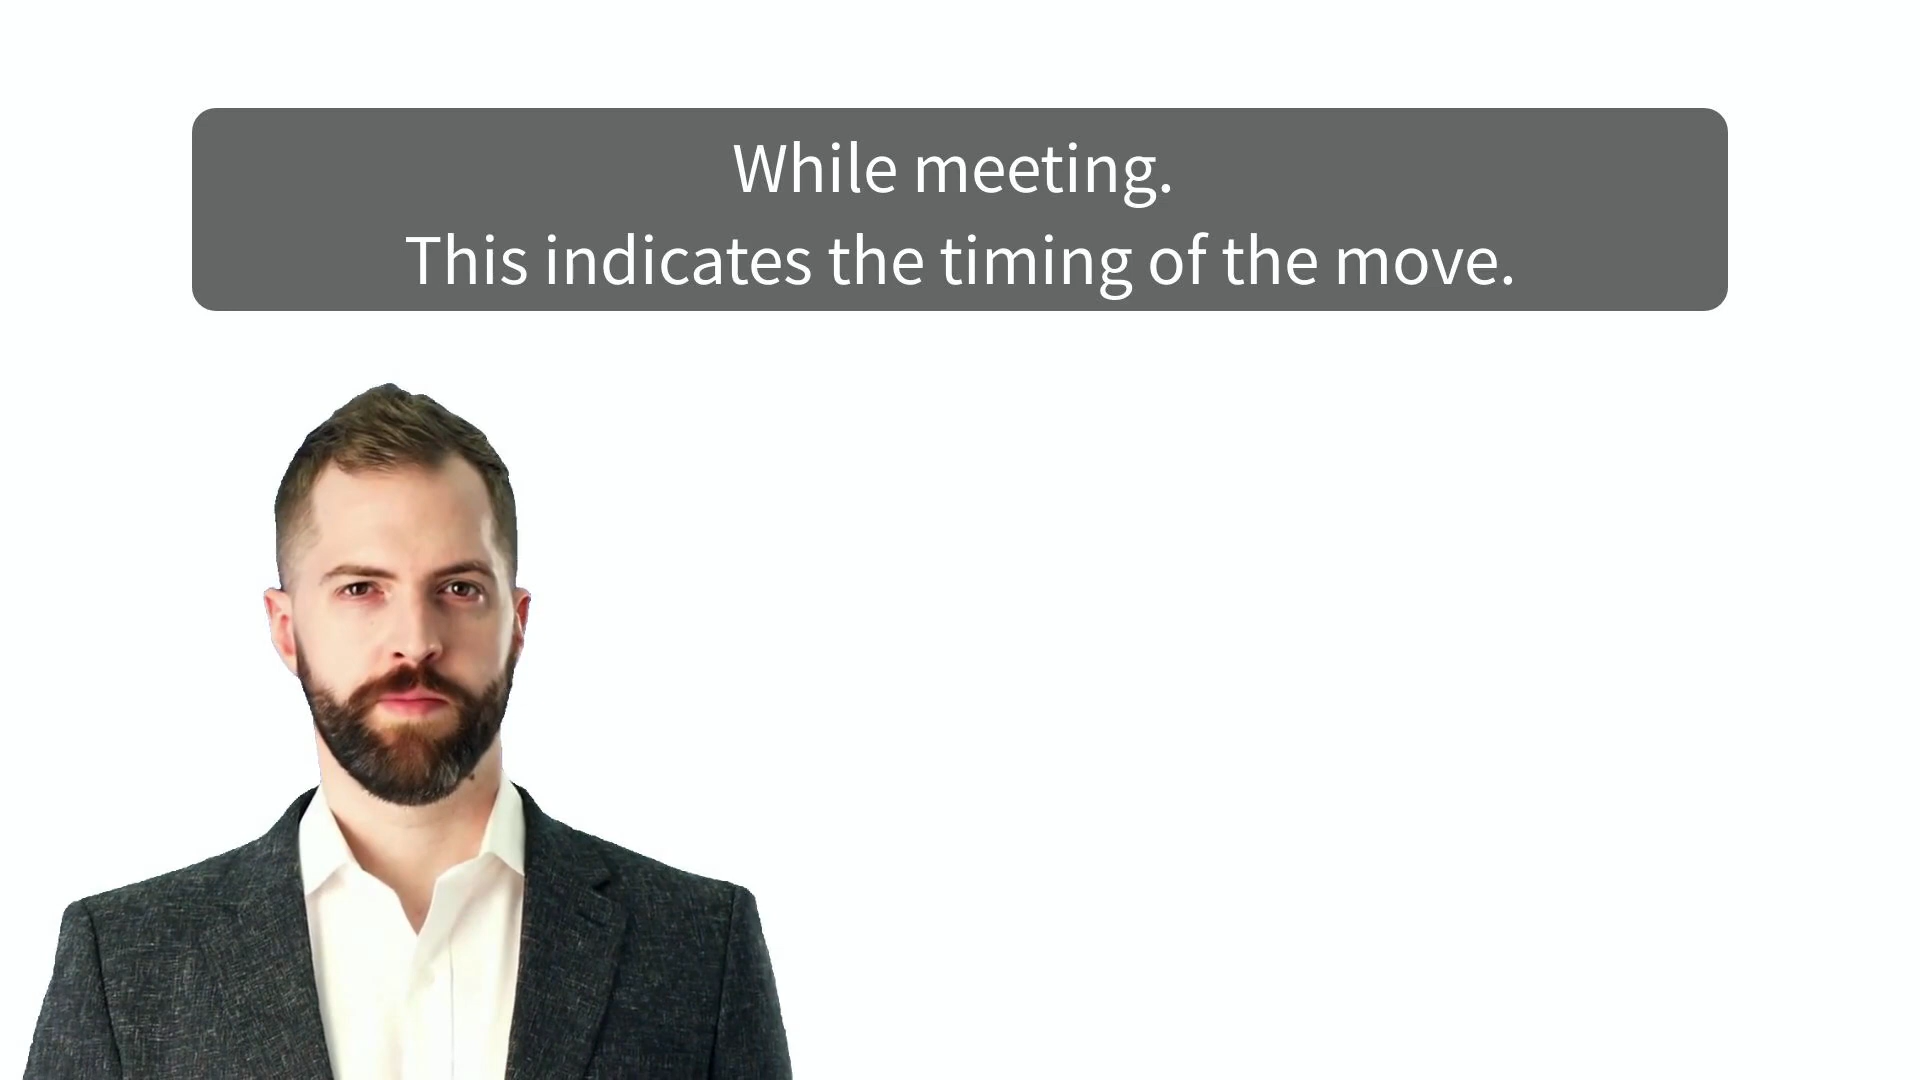 While meeting.
This indicates the timing of the move.